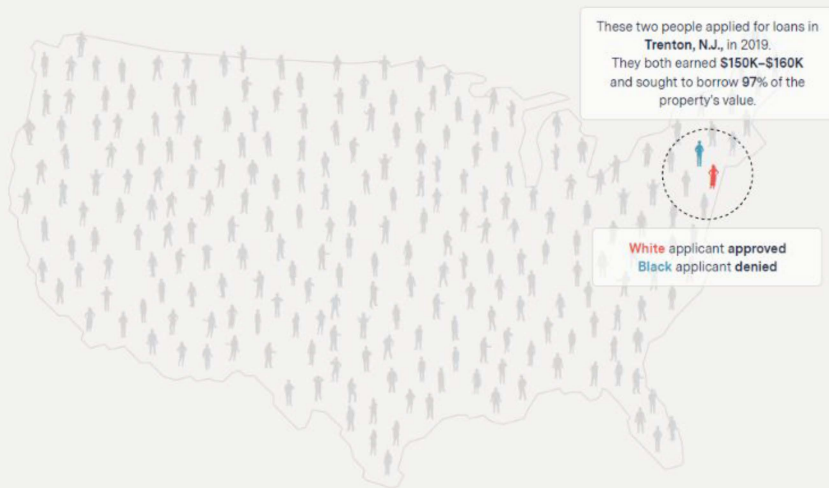 These two people applied for loans in
Trenton, N.J., in 2019.
They both earned $150K–$160K
and sought to borrow 97% of the
property's value.
White applicant approved
Black applicant denied